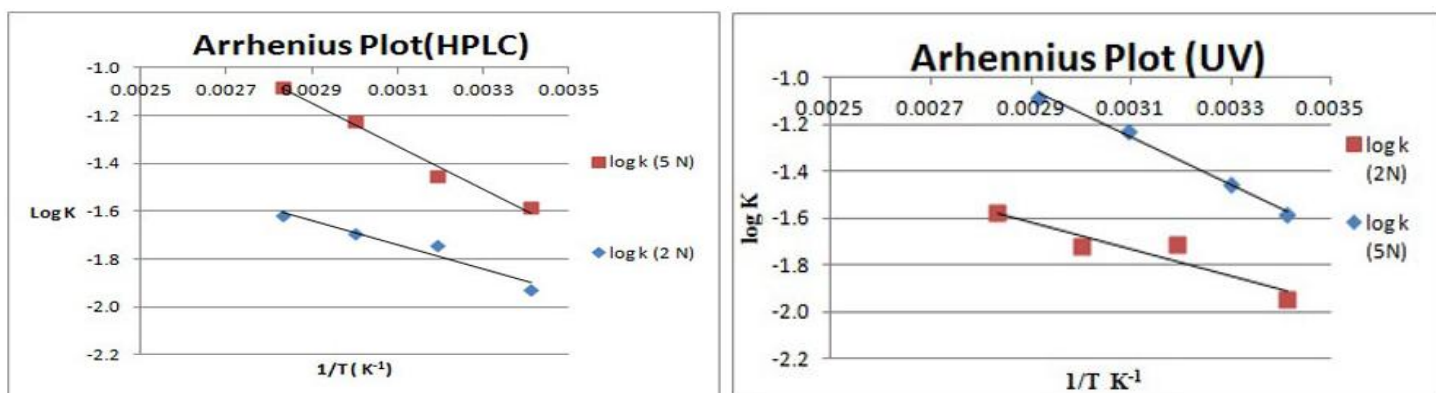 Arrhenius Plot(HPLC)
-1.0
0.0025 0.0027 0.0029 0.0031 0.0033 0.0035
-1.2
-1.4
-1.6
-1.8
-2.0
-2.2
Log K
1/T ( K-1)
log k (5 N)
log k (2 N)
Arhennius Plot (UV)
-1.0
0.0025 0.0027 0.0029 0.0031 0.0033 0.0035
-1.2
-1.4
-1.6
-1.8
-2.0
-2.2
log K
1/T K-1
log k
(2N)
log k
(5N)